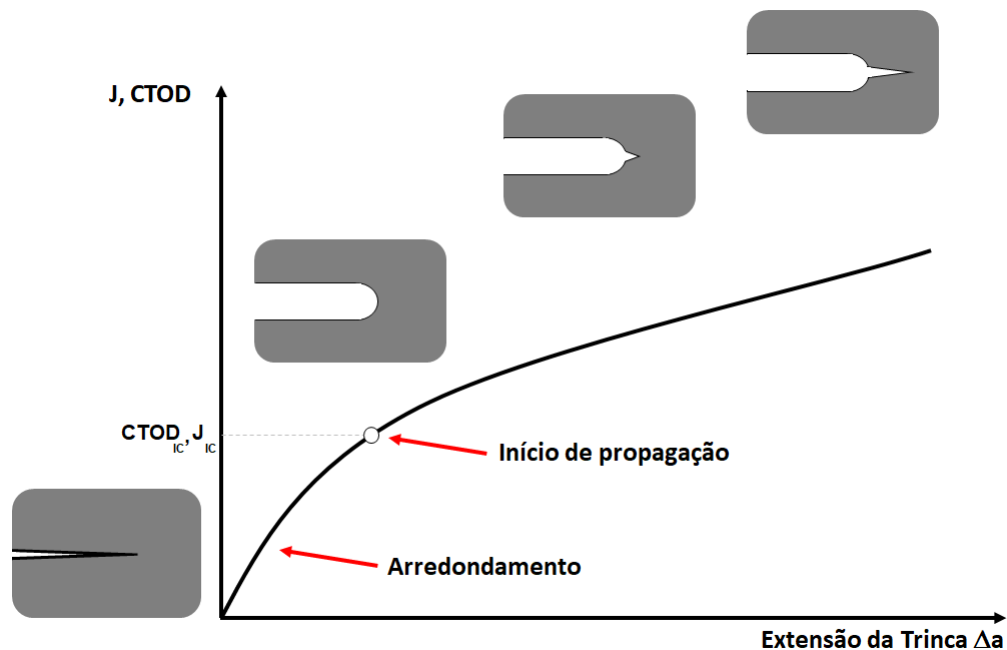 J, CTOD
CTOD_IC, J_IC
Início de propagação
Arredondamento
Extensão da Trinca Δa